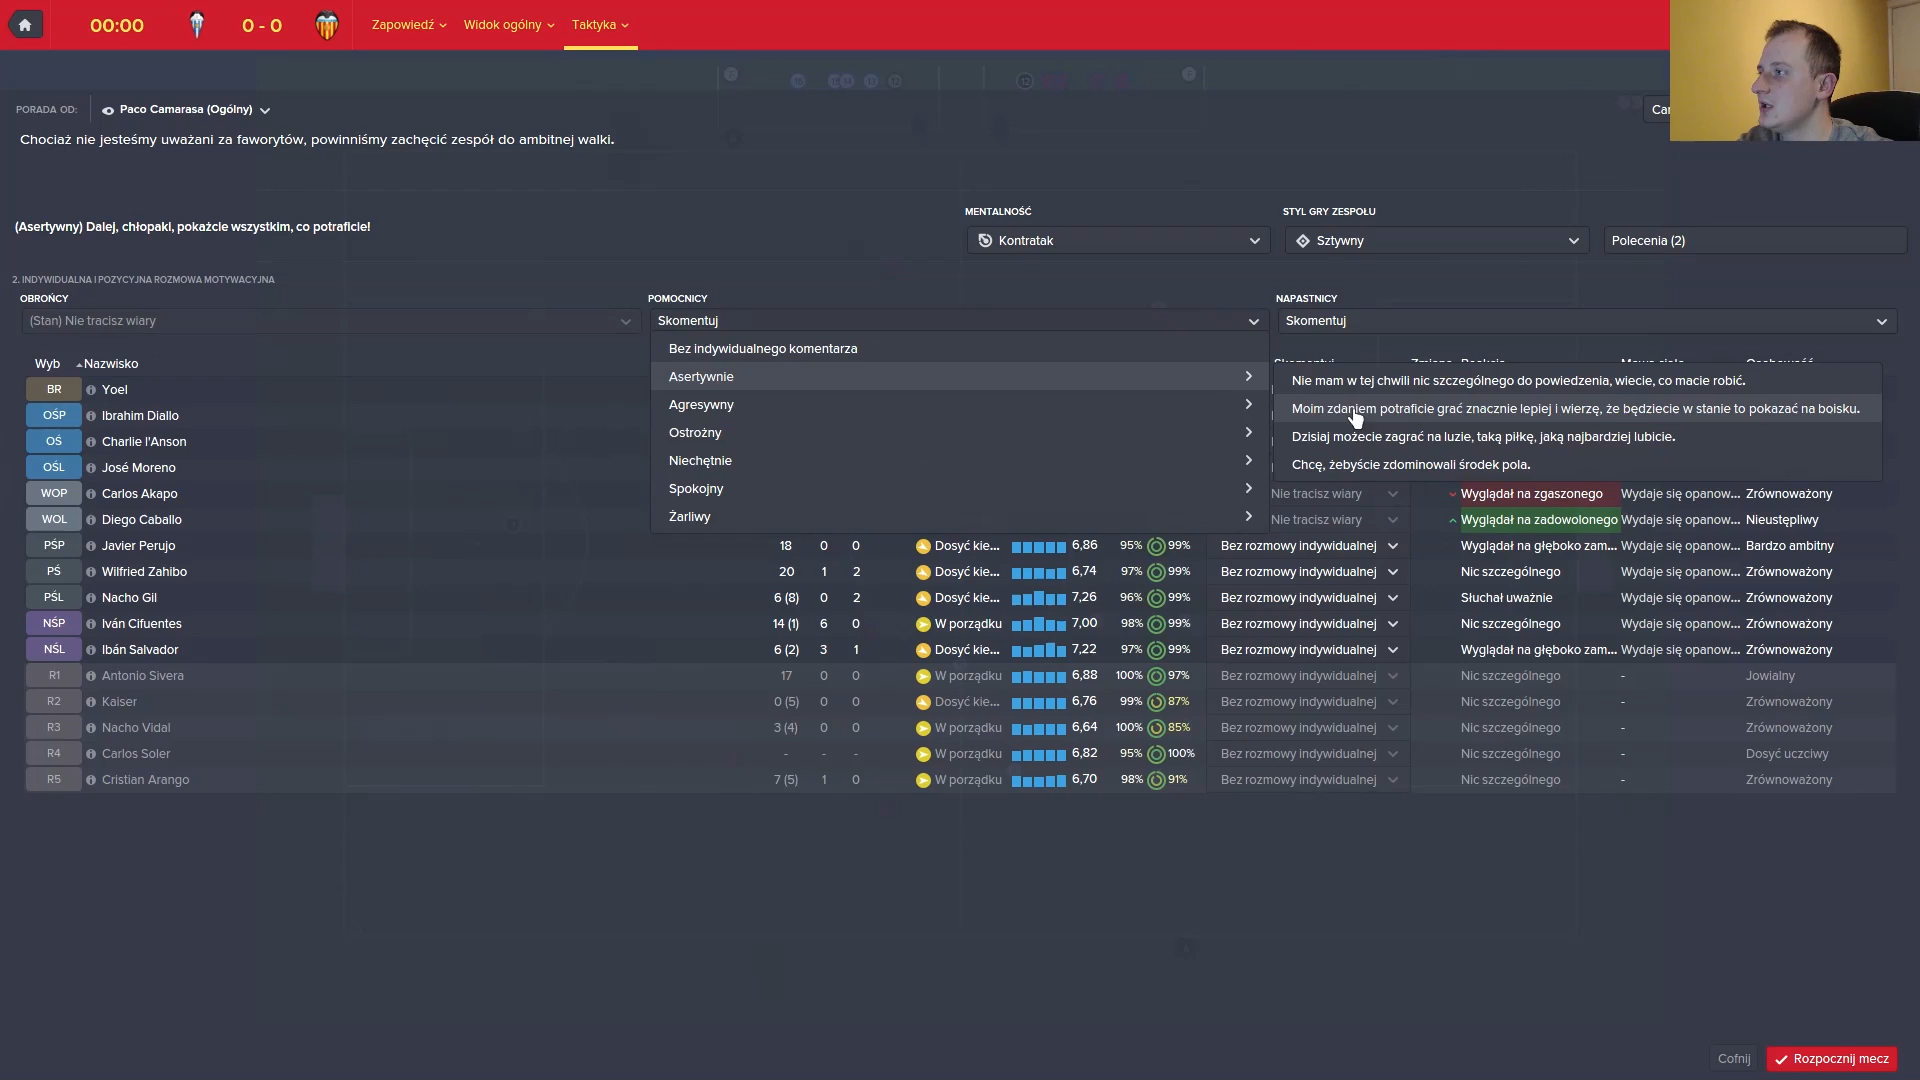 00:00
0 - 0
Zapowiedź
Widok ogólny
Taktyka
PORADA OD:
Paco Camarasa (Ogólny)
Chociaż nie jesteśmy uważani za faworytów, powinniśmy zachęcić zespół do ambitnej walki.
(Asertywny) Dalej, chłopaki, pokażcie wszystkim, co potraficie!
MENTALNOŚĆ
STYL GRY ZESPOŁU
Kontratak
Sztywny
Polecenia (2)
2. INDYWIDUALNA I POZYCYJNA ROZMOWA MOTYWACYJNA
OBROŃCY
POMOCNICY
NAPASTNICY
(Stan) Nie tracisz wiary
Skomentuj
Skomentuj
Bez indywidualnego komentarza
Asertywnie
Agresywny
Ostrożny
Niechętnie
Spokojny
Żarliwy
Nie mam w tej chwili nic szczególnego do powiedzenia, wiecie, co macie robić.
Moim zdaniem potraficie grać znacznie lepiej i wierzę, że będziecie w stanie to pokazać na boisku.
Dzisiaj możecie zagrać na luzie, taką piłkę, jaką najbardziej lubicie.
Chcę, żebyście zdominowali środek pola.
Wyb Nazwisko
BR Yoel
OŚP Ibrahim Diallo
OŚ Charlie l'Anson
OŚL José Moreno
WOP Carlos Akapo Nie tracisz wiary Wyglądał na zgaszonego Wydaje się opanow... Zrównoważony
WOL Diego Caballo Nie tracisz wiary Wyglądał na zadowolonego Wydaje się opanow... Nieustępliwy
PŚP Javier Perujo 18 0 0 Dosyć kie... 6,86 95% 99% Bez rozmowy indywidualnej Wyglądał na głęboko zam... Wydaje się opanow... Bardzo ambitny
PŚ Wilfried Zahibo 20 1 2 Dosyć kie... 6,74 97% 99% Bez rozmowy indywidualnej Nic szczególnego Wydaje się opanow... Zrównoważony
PŚL Nacho Gil 6 (8) 0 2 Dosyć kie... 7,26 96% 99% Bez rozmowy indywidualnej Słuchał uważnie Wydaje się opanow... Zrównoważony
NŚP Iván Cifuentes 14 (1) 6 0 W porządku 7,00 98% 99% Bez rozmowy indywidualnej Nic szczególnego Wydaje się opanow... Zrównoważony
NŚL Ibán Salvador 6 (2) 3 1 Dosyć kie... 7,22 97% 99% Bez rozmowy indywidualnej Wyglądał na głęboko zam... Wydaje się opanow... Zrównoważony
R1 Antonio Sivera 17 0 0 W porządku 6,88 100% 97% Bez rozmowy indywidualnej Nic szczególnego - Jowialny
R2 Kaiser 0 (5) 0 0 Dosyć kie... 6,76 99% 87% Bez rozmowy indywidualnej Nic szczególnego - Zrównoważony
R3 Nacho Vidal 3 (4) 0 0 W porządku 6,64 100% 85% Bez rozmowy indywidualnej Nic szczególnego - Zrównoważony
R4 Carlos Soler - - - W porządku 6,82 95% 100% Bez rozmowy indywidualnej Nic szczególnego - Dosyć uczciwy
R5 Cristian Arango 7 (5) 1 0 W porządku 6,70 98% 91% Bez rozmowy indywidualnej Nic szczególnego - Zrównoważony
Cofnij
Rozpocznij mecz